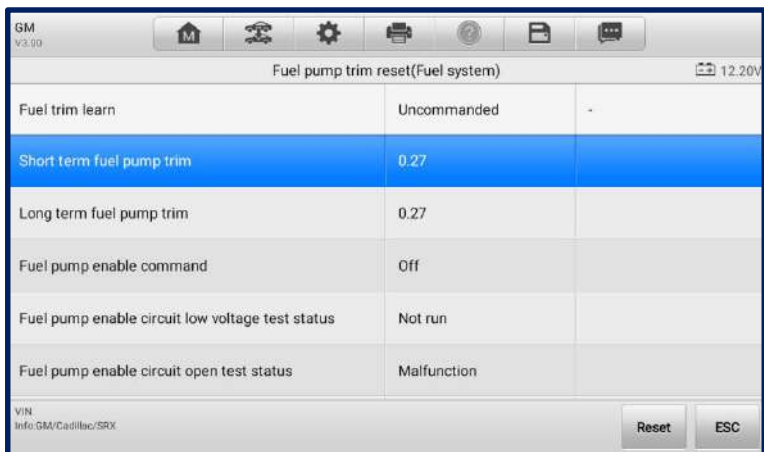 GM
V3.00
M
Fuel pump trim reset(Fuel system)
12.20V
Fuel trim learn Uncommanded -
Short term fuel pump trim 0.27
Long term fuel pump trim 0.27
Fuel pump enable command Off
Fuel pump enable circuit low voltage test status Not run
Fuel pump enable circuit open test status Malfunction
VIN
Info:GM/Cadillac/SRX
Reset ESC